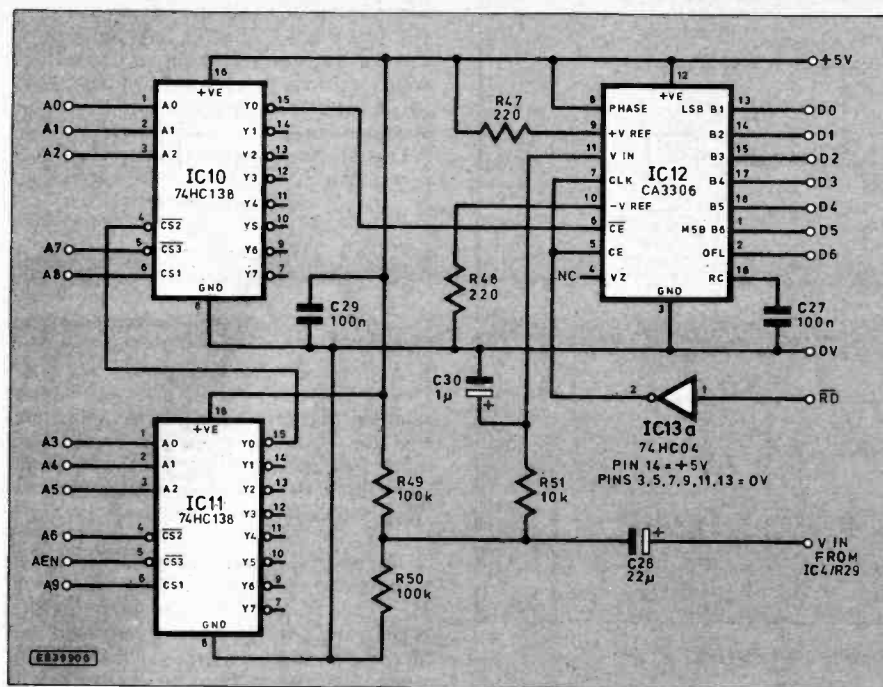 +5V
16
12
+VE
+VE
A0 1 A0 Y0 15
A1 2 A1 Y1 14
A2 3 A2 Y2 13
Y3 12
IC10
74HC138
Y4 11
4 CS2 Y5 10
A7 5 CS3 Y6 9
A8 6 CS1 Y7 7
GND
8
R47
220
8 PHASE LSB B1 13 D0
9 +V REF B2 14 D1
11 V IN B3 15 D2
IC12
CA3306
7 CLK B4 17 D3
10 -V REF B5 18 D4
6 CE MSB B6 1 D5
5 CE OFL 2 D6
NC 4 VZ RC 16
GND
3
C29
100n
R48
220
C27
100n
0V
C30
1µ
+
2
1
RD
IC13a
74HC04
PIN 14 = +5V
PINS 3,5,7,9,11,13 = 0V
16
+VE
A3 1 A0 Y0 15
A4 2 A1 Y1 14
A5 3 A2 Y2 13
Y3 12
IC11
74HC138
A6 4 CS2 Y4 11
AEN 5 CS3 Y5 10
A9 6 CS1 Y6 9
Y7 7
GND
8
R49
100k
R51
10k
R50
100k
C28
22µ
+
V IN
FROM
IC4/R29